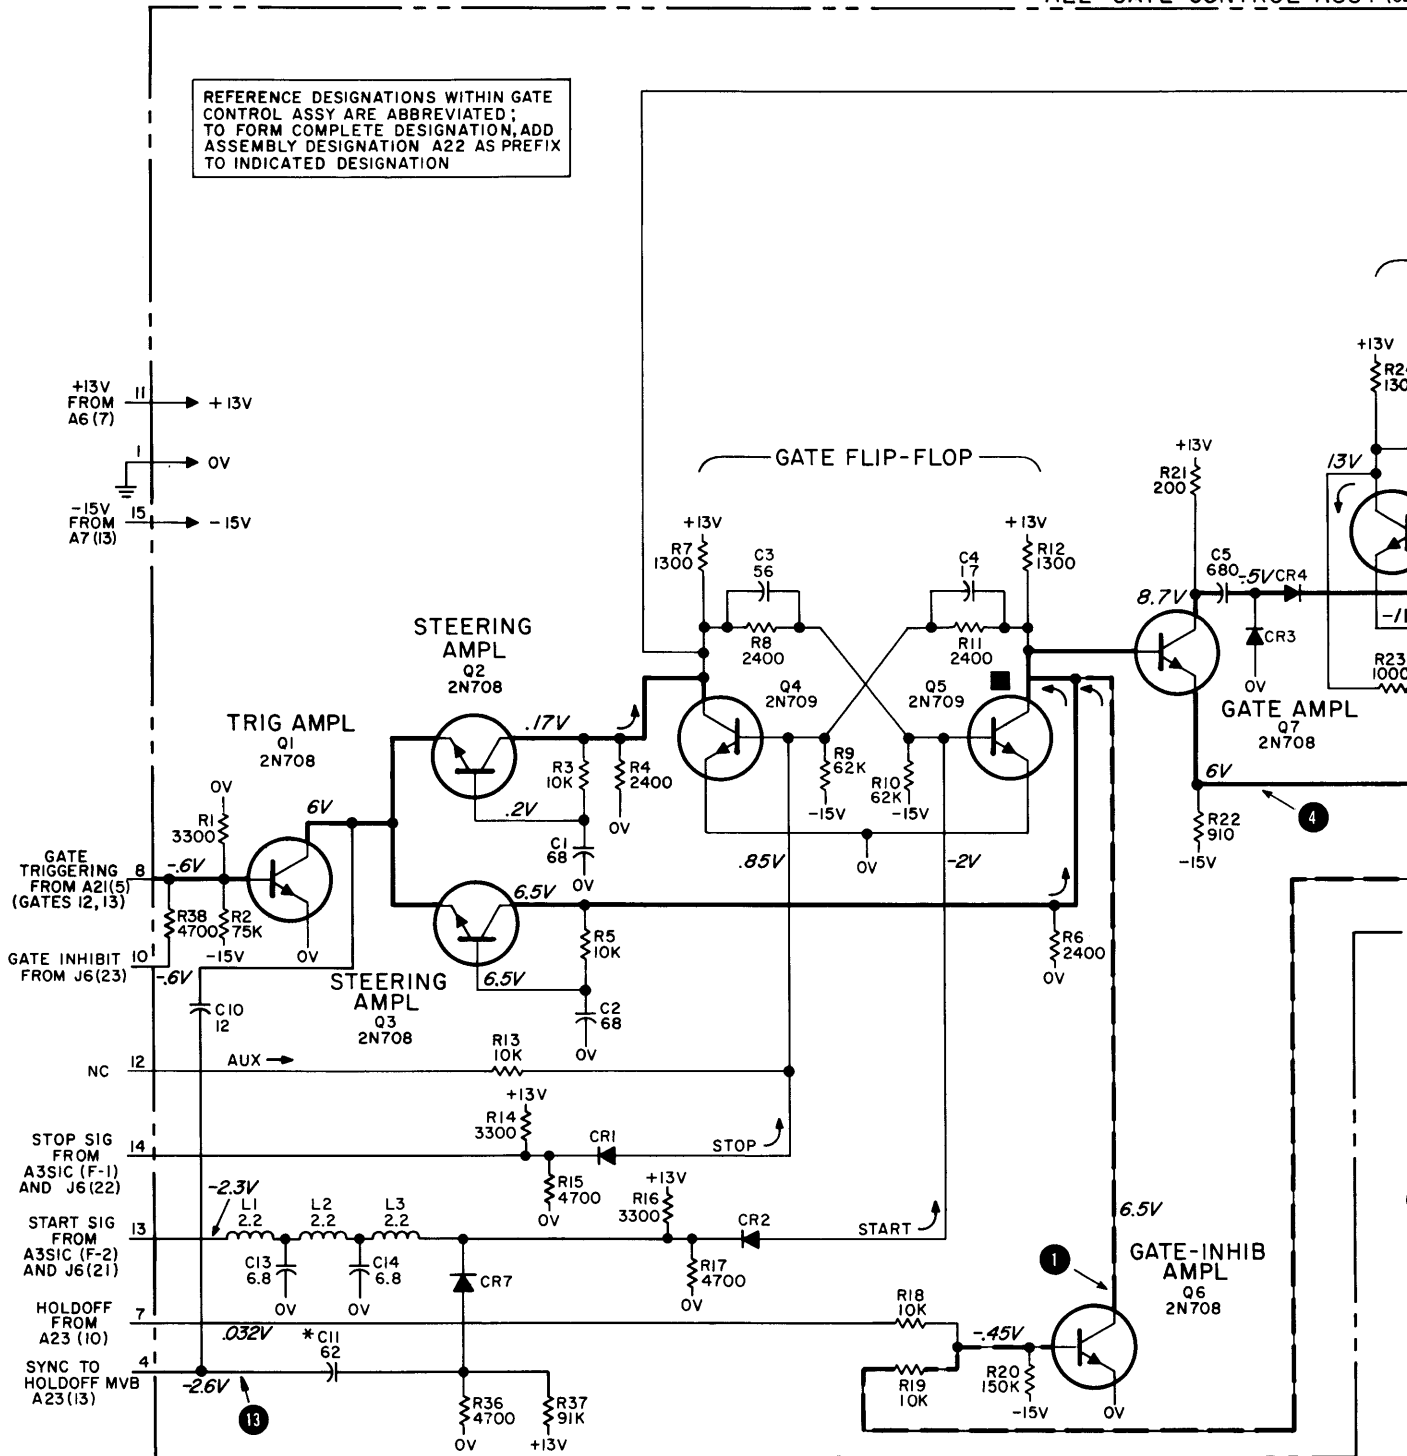 REFERENCE DESIGNATIONS WITHIN GATE
CONTROL ASSY ARE ABBREVIATED;
TO FORM COMPLETE DESIGNATION, ADD
ASSEMBLY DESIGNATION A22 AS PREFIX
TO INDICATED DESIGNATION
+13V
FROM
A6(7)
11
+13V
1
0V
-15V
FROM
A7(13)
15
-15V
GATE FLIP-FLOP
+13V
R7
1300
C3
56
R8
2400
C4
17
R11
2400
+13V
R12
1300
+13V
R21
200
+13V
13V
C5
680
-.5V
CR4
8.7V
CR3
0V
R23
1000
GATE AMPL
Q7
2N708
6V
4
R22
910
-15V
STEERING
AMPL
Q2
2N708
.17V
R3
10K
R4
2400
0V
.2V
C1
68
0V
Q4
2N709
R9
62K
-15V
Q5
2N709
R10
62K
-15V
.85V
0V
-2V
TRIG AMPL
Q1
2N708
0V
R1
3300
6V
GATE
TRIGGERING
FROM A21(5)
(GATES 12, 13)
8
-.6V
R38
4700
R2
75K
-15V
0V
GATE INHIBIT
FROM J6(23)
10
-.6V
6.5V
R5
10K
6.5V
C2
68
0V
R6
2400
0V
STEERING
AMPL
Q3
2N708
C10
12
NC
12
AUX
R13
10K
STOP SIG
FROM
A3S1C (F-1)
AND J6(22)
14
+13V
R14
3300
CR1
STOP
R15
4700
0V
START SIG
FROM
A3S1C (F-2)
AND J6(21)
13
-2.3V
L1
2.2
L2
2.2
L3
2.2
C13
6.8
0V
C14
6.8
0V
CR7
+13V
R16
3300
CR2
START
R17
4700
0V
6.5V
1
GATE-INHIB
AMPL
Q6
2N708
HOLDOFF
FROM
A23 (10)
7
.032V
R18
10K
-.45V
R19
10K
R20
150K
-15V
0V
SYNC TO
HOLDOFF MVB
A23(13)
4
-2.6V
13
*C11
62
R36
4700
0V
R37
91K
+13V